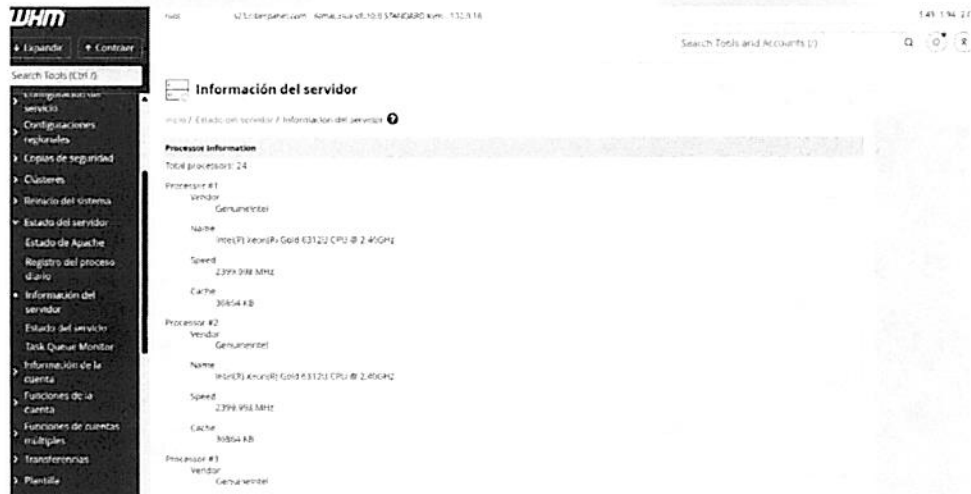 WHM
root
STANDARD kvm
Expandir
Contraer
Search Tools and Accounts (/)
Search Tools (Ctrl /)
servicio
Configuraciones
regionales
Copias de seguridad
Clústeres
Reinicio del sistema
Estado del servidor
Estado de Apache
Registro del proceso
diario
Información del
servidor
Estado del servicio
Task Queue Monitor
Información de la
cuenta
Funciones de la
cuenta
Funciones de cuentas
múltiples
Transferencias
Plantilla
Información del servidor
Inicio / Estado del servidor / Información del servidor
Processor Information
Total processors: 24
Processor #1
Vendor
GenuineIntel
Name
Intel(R) Xeon(R) Gold 6312U CPU @ 2.40GHz
Speed
2399.998 MHz
Cache
36864 KB
Processor #2
Vendor
GenuineIntel
Name
Intel(R) Xeon(R) Gold 6312U CPU @ 2.40GHz
Speed
2399.998 MHz
Cache
36864 KB
Processor #3
Vendor
GenuineIntel